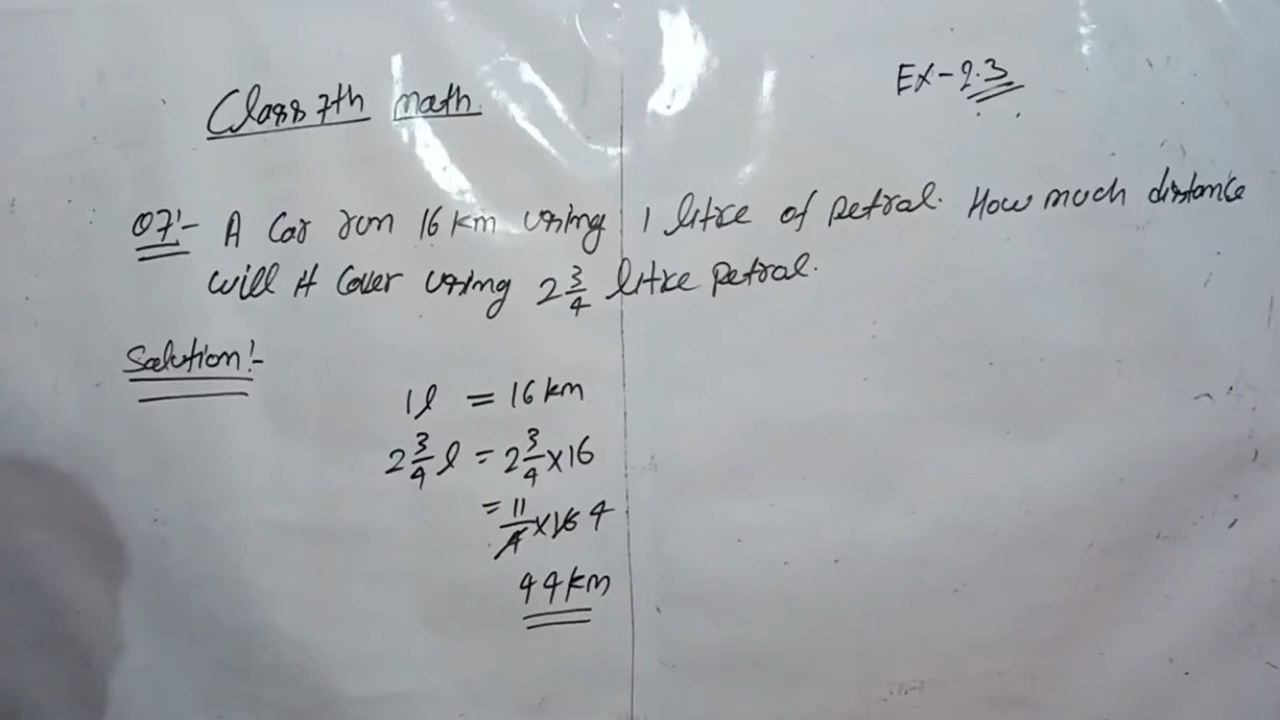 Class 7th math.
Ex-2.3
Q7:- A Car run 16 km using 1 litre of petral. How much distance
will it Cover using 2 3/4 litre petral.
Solution:-
1l = 16 km
2 3/4 l = 2 3/4 × 16
= 11/4 × 16 4
44 km